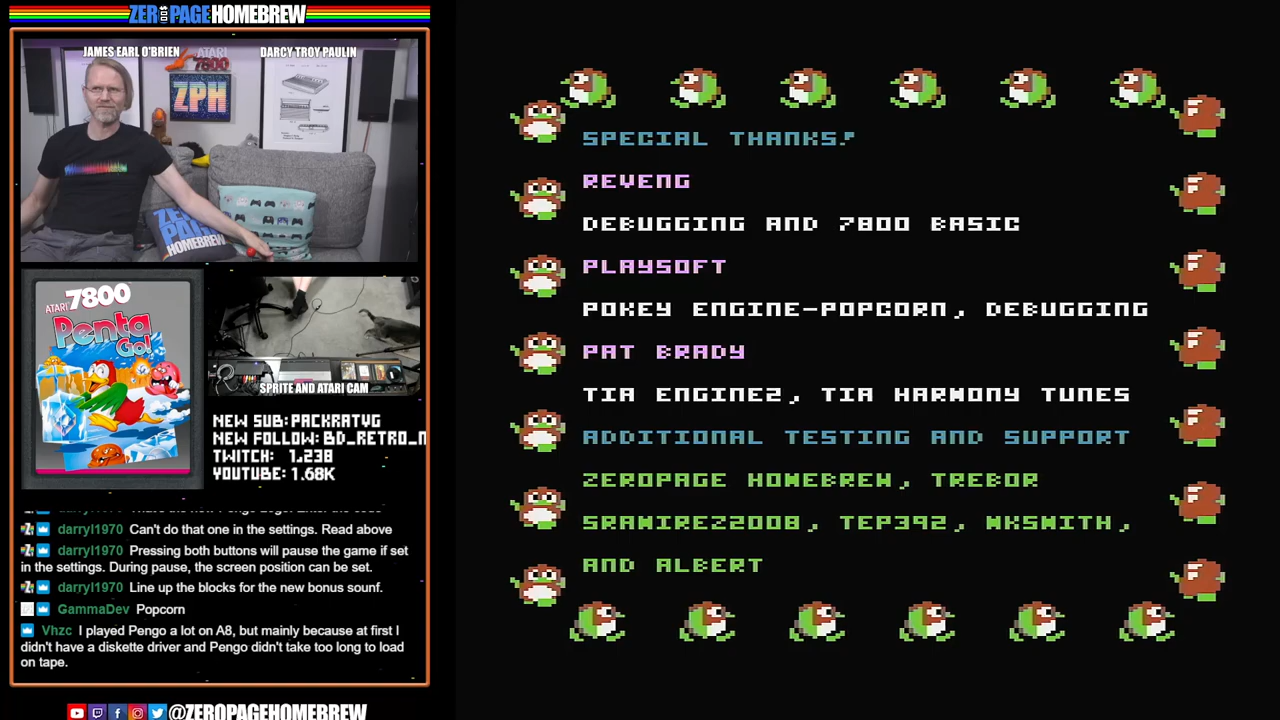 ZEROPAGE HOMEBREW
JAMES EARL O'BRIEN
DARCY TROY PAULIN
ATARI
7800
ZPH
ZERO
PAGE
HOMEBREW
ATARI 7800
Penta
Go!
SPRITE AND ATARI CAM
NEW SUB: PACKRATVG
NEW FOLLOW: BD_RETRO_
TWITCH: 1,238
YOUTUBE: 1.68K
darryl1970 Can't do that one in the settings. Read above
darryl1970 Pressing both buttons will pause the game if set
in the settings. During pause, the screen position can be set.
darryl1970 Line up the blocks for the new bonus sounf.
GammaDev Popcorn
Vhzc I played Pengo a lot on A8, but mainly because at first I
didn't have a diskette driver and Pengo didn't take too long to load
on tape.
@ZEROPAGEHOMEBREW
SPECIAL THANKS!
REVENG
DEBUGGING AND 7800 BASIC
PLAYSOFT
POKEY ENGINE-POPCORN, DEBUGGING
PAT BRADY
TIA ENGINE2, TIA HARMONY TUNES
ADDITIONAL TESTING AND SUPPORT
ZEROPAGE HOMEBREW, TREBOR
SRAMIREZ2008, TEP392, MKSMITH,
AND ALBERT